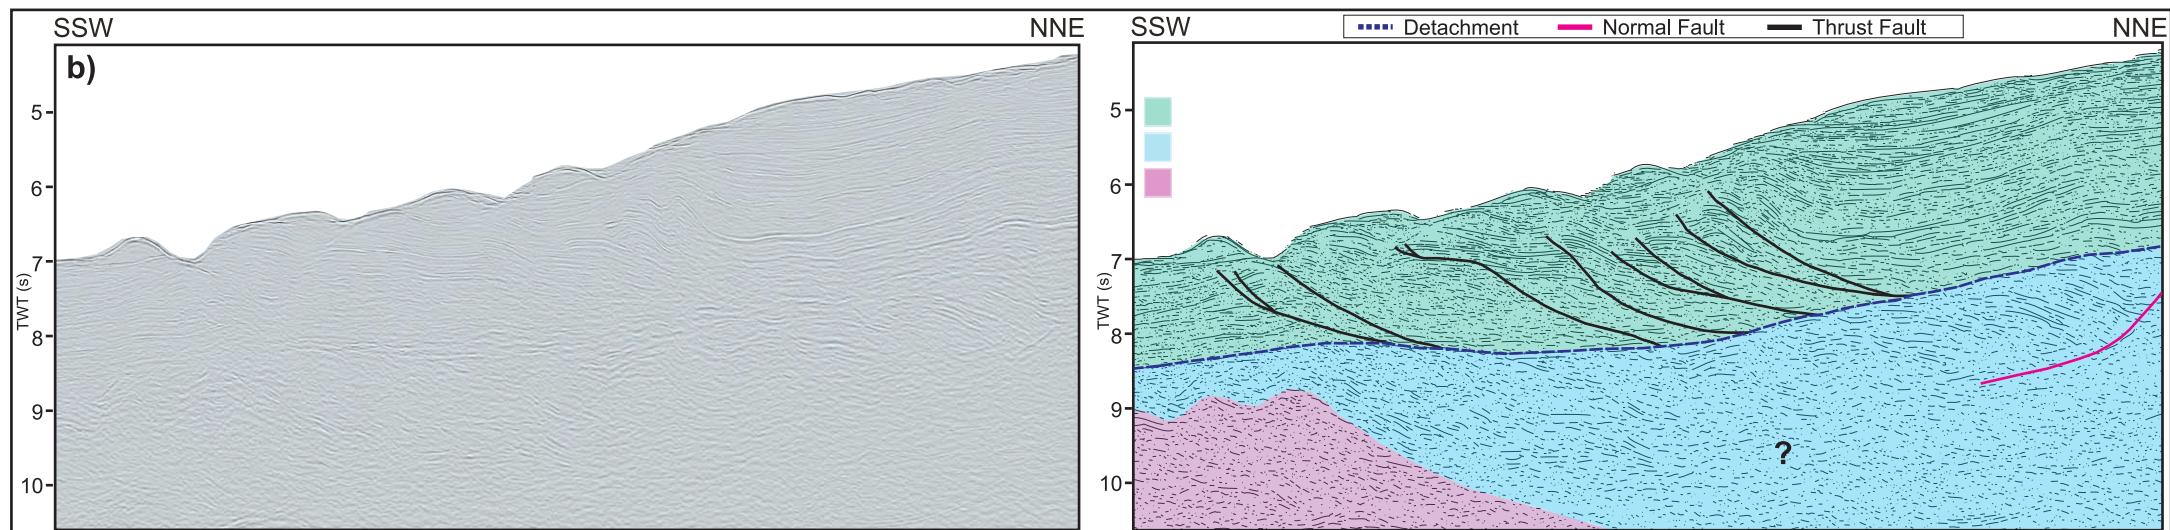 SSW NNE
b)
5
6
7
8
9
10
TWT (s)
SSW NNE
Detachment Normal Fault Thrust Fault
5
6
7
8
9
10
TWT (s)
?